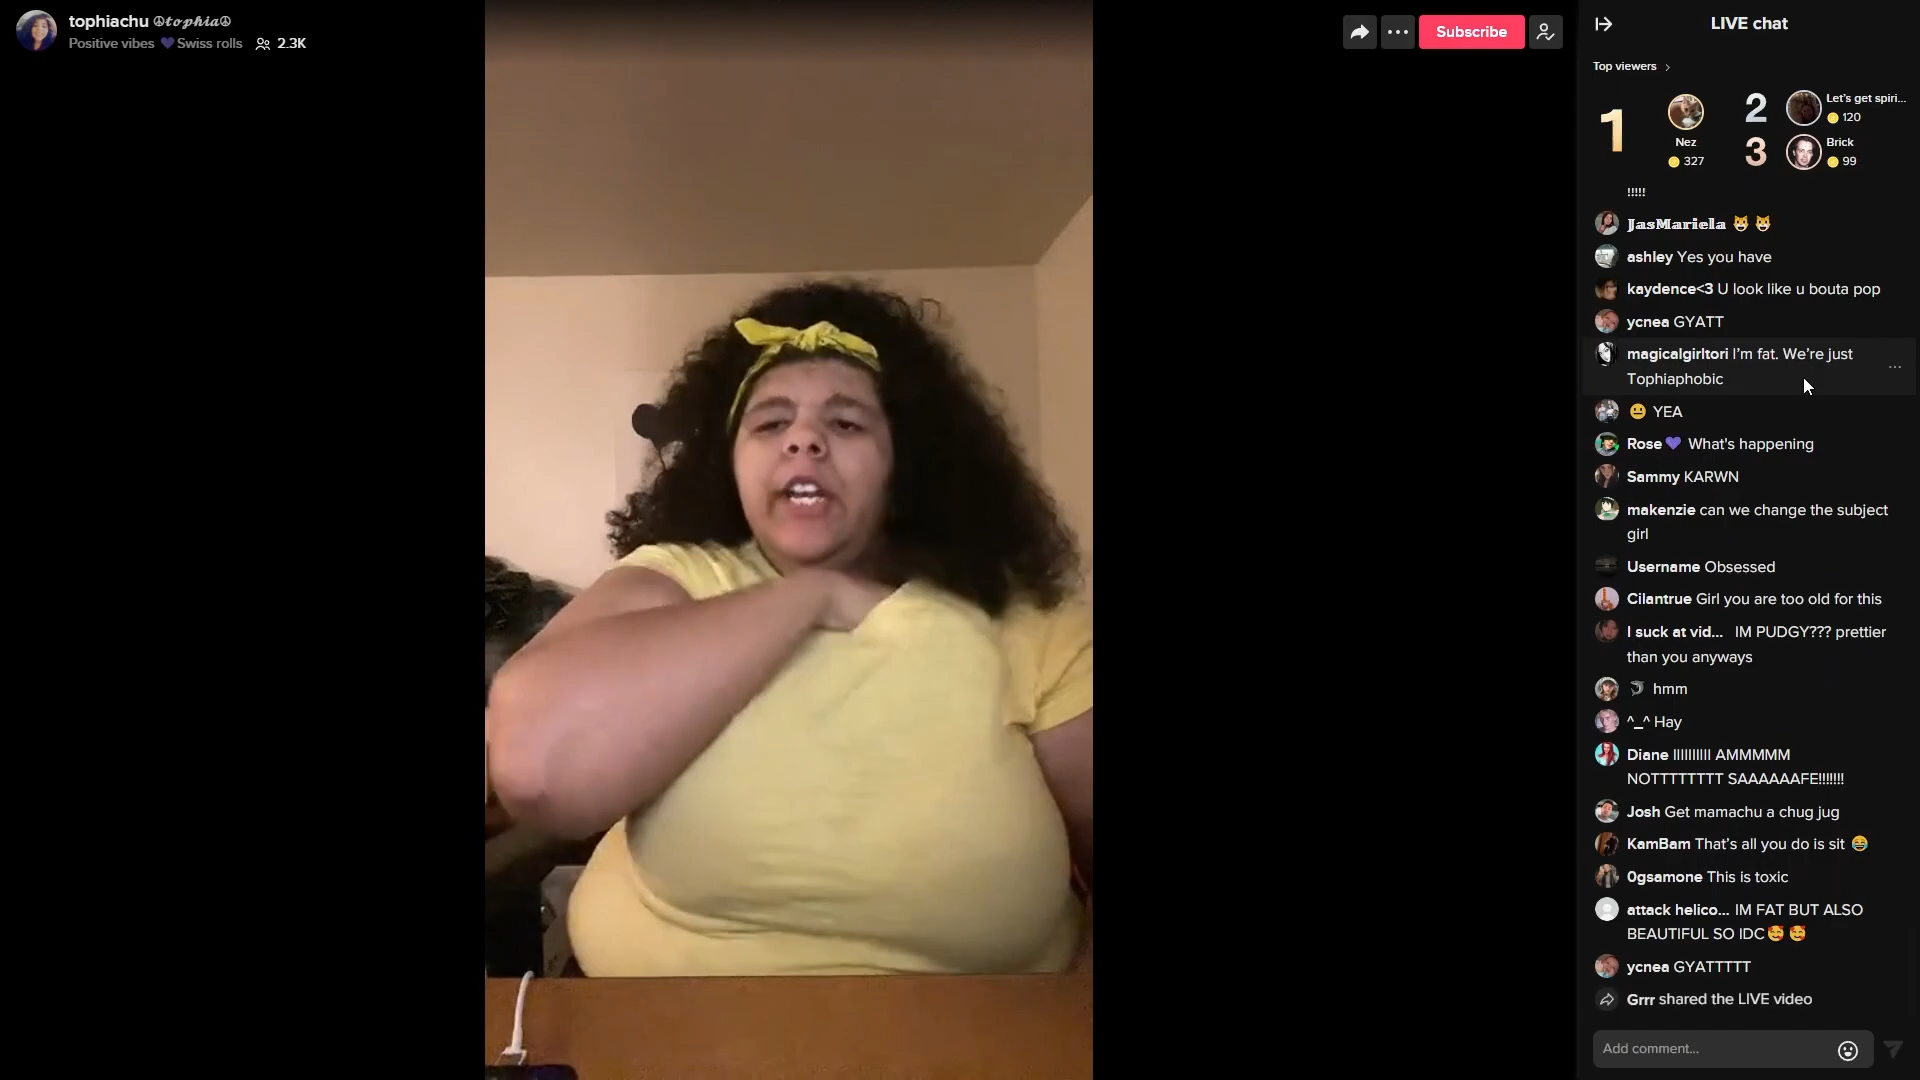 tophiachu ☮𝓽𝓸𝓹𝓱𝓲𝓪☮
Positive vibes 💜Swiss rolls 2.3K
Subscribe
LIVE chat
Top viewers >
1
Nez
327
2
Let's get spiri...
120
3
Brick
99
!!!!!
𝕁𝕒𝕤𝕄𝕒𝕣𝕚𝕖𝕝𝕒 😺 😺
ashley Yes you have
kaydence<3 U look like u bouta pop
ycnea GYATT
magicalgirltori I'm fat. We're just
Tophiaphobic
😐 YEA
Rose💜 What's happening
Sammy KARWN
makenzie can we change the subject
girl
Username Obsessed
Cilantrue Girl you are too old for this
I suck at vid... IM PUDGY??? prettier
than you anyways
hmm
^_^ Hay
Diane IIIIIIIIII AMMMMM
NOTTTTTTTT SAAAAAAFE!!!!!!!
Josh Get mamachu a chug jug
KamBam That's all you do is sit 😂
0gsamone This is toxic
attack helico... IM FAT BUT ALSO
BEAUTIFUL SO IDC🥰 🥰
ycnea GYATTTTT
Grrr shared the LIVE video
Add comment...